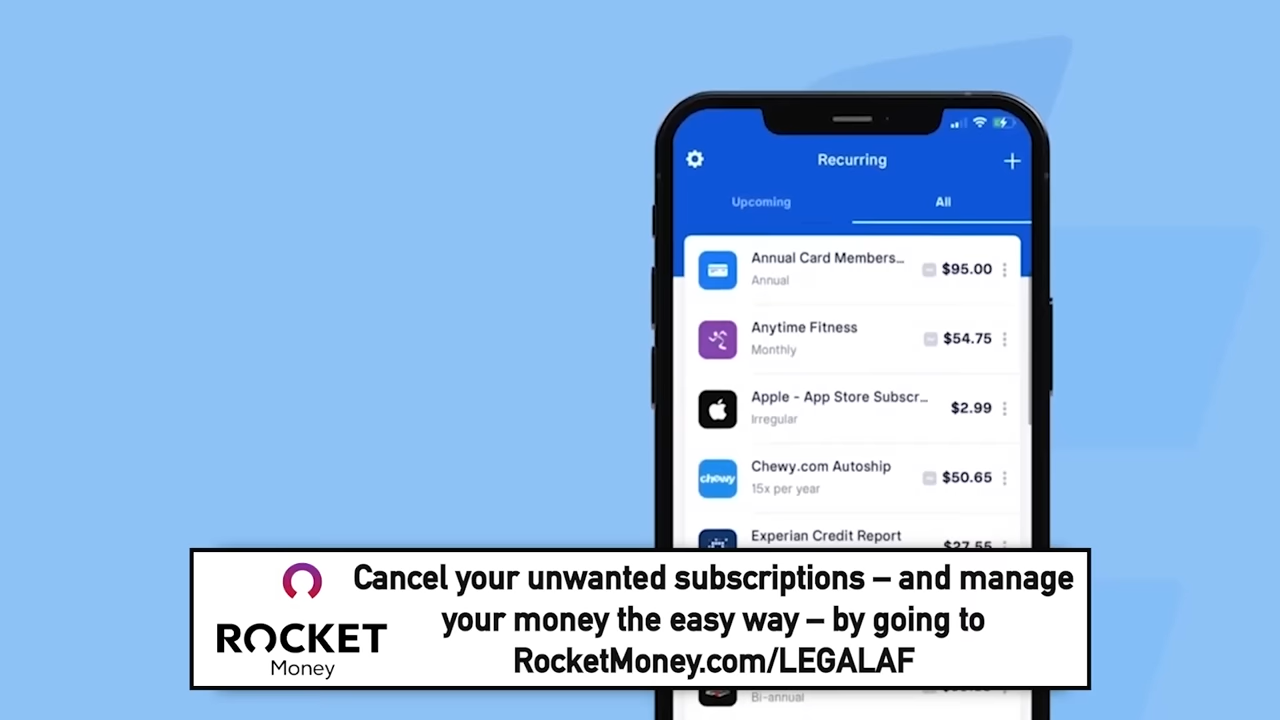 Recurring
Upcoming
All
Annual Card Members...
$95.00
Annual
Anytime Fitness
$54.75
Monthly
Apple - App Store Subscr...
$2.99
Irregular
chewy
Chewy.com Autoship
$50.65
15x per year
Experian Credit Report
$27.55
Cancel your unwanted subscriptions – and manage
your money the easy way – by going to
RocketMoney.com/LEGALAF
ROCKET
Money
Bi-annual